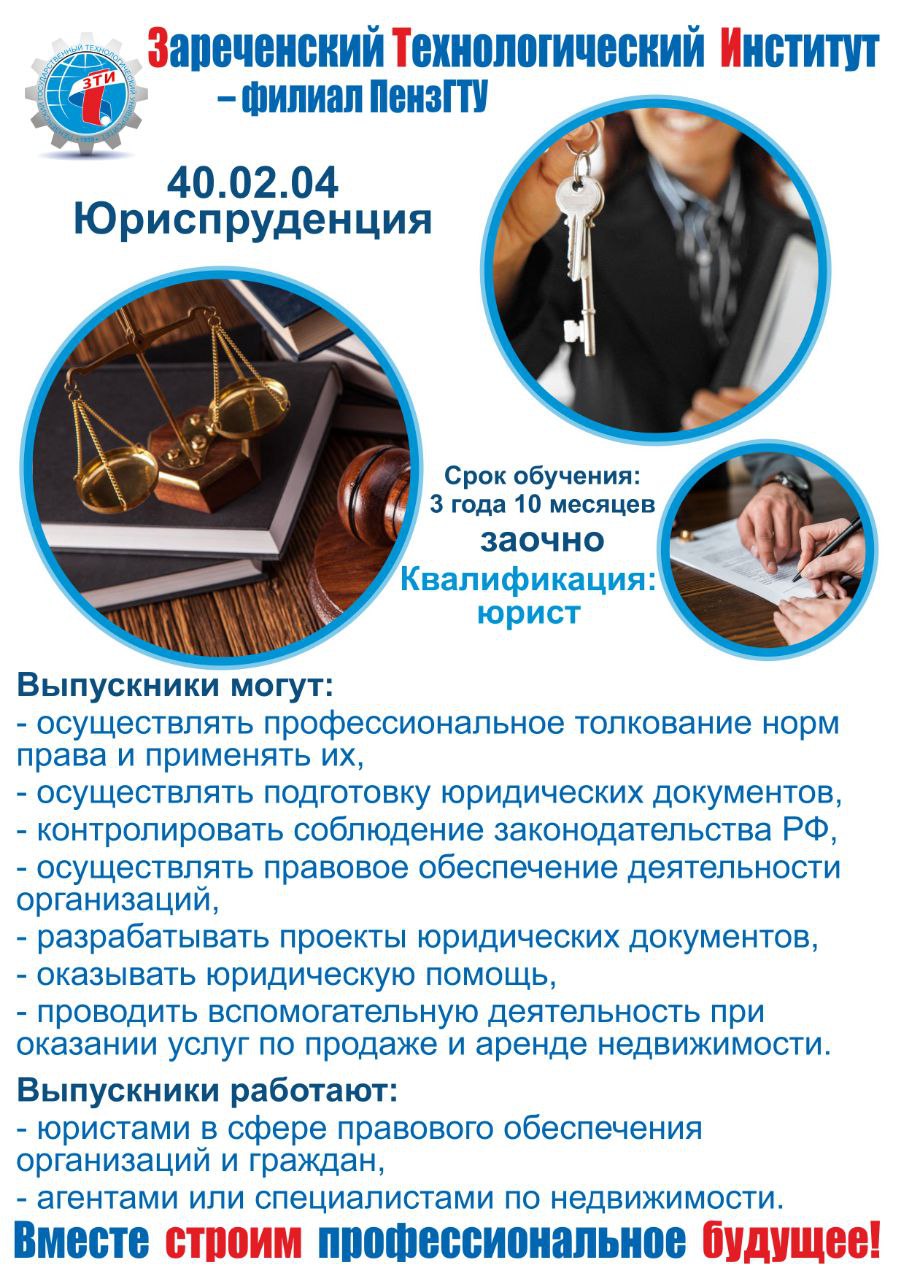 Зареченский Технологический Институт
– филиал ПензГТУ
ЗТИ
40.02.04
Юриспруденция
Срок обучения:
3 года 10 месяцев
заочно
Квалификация:
юрист
Выпускники могут:
- осуществлять профессиональное толкование норм
права и применять их,
- осуществлять подготовку юридических документов,
- контролировать соблюдение законодательства РФ,
- осуществлять правовое обеспечение деятельности
организаций,
- разрабатывать проекты юридических документов,
- оказывать юридическую помощь,
- проводить вспомогательную деятельность при
оказании услуг по продаже и аренде недвижимости.
Выпускники работают:
- юристами в сфере правового обеспечения
организаций и граждан,
- агентами или специалистами по недвижимости.
Вместе строим профессиональное будущее!